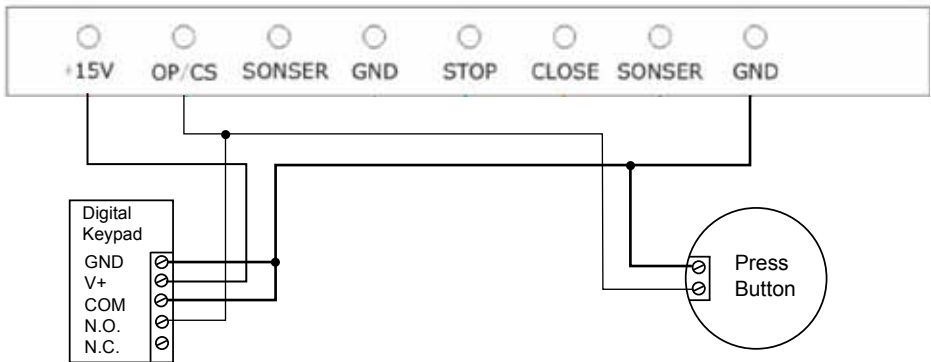 +15V OP/CS SONSER GND STOP CLOSE SONSER GND
Digital
Keypad
GND
V+
COM
N.O.
N.C.
Press
Button